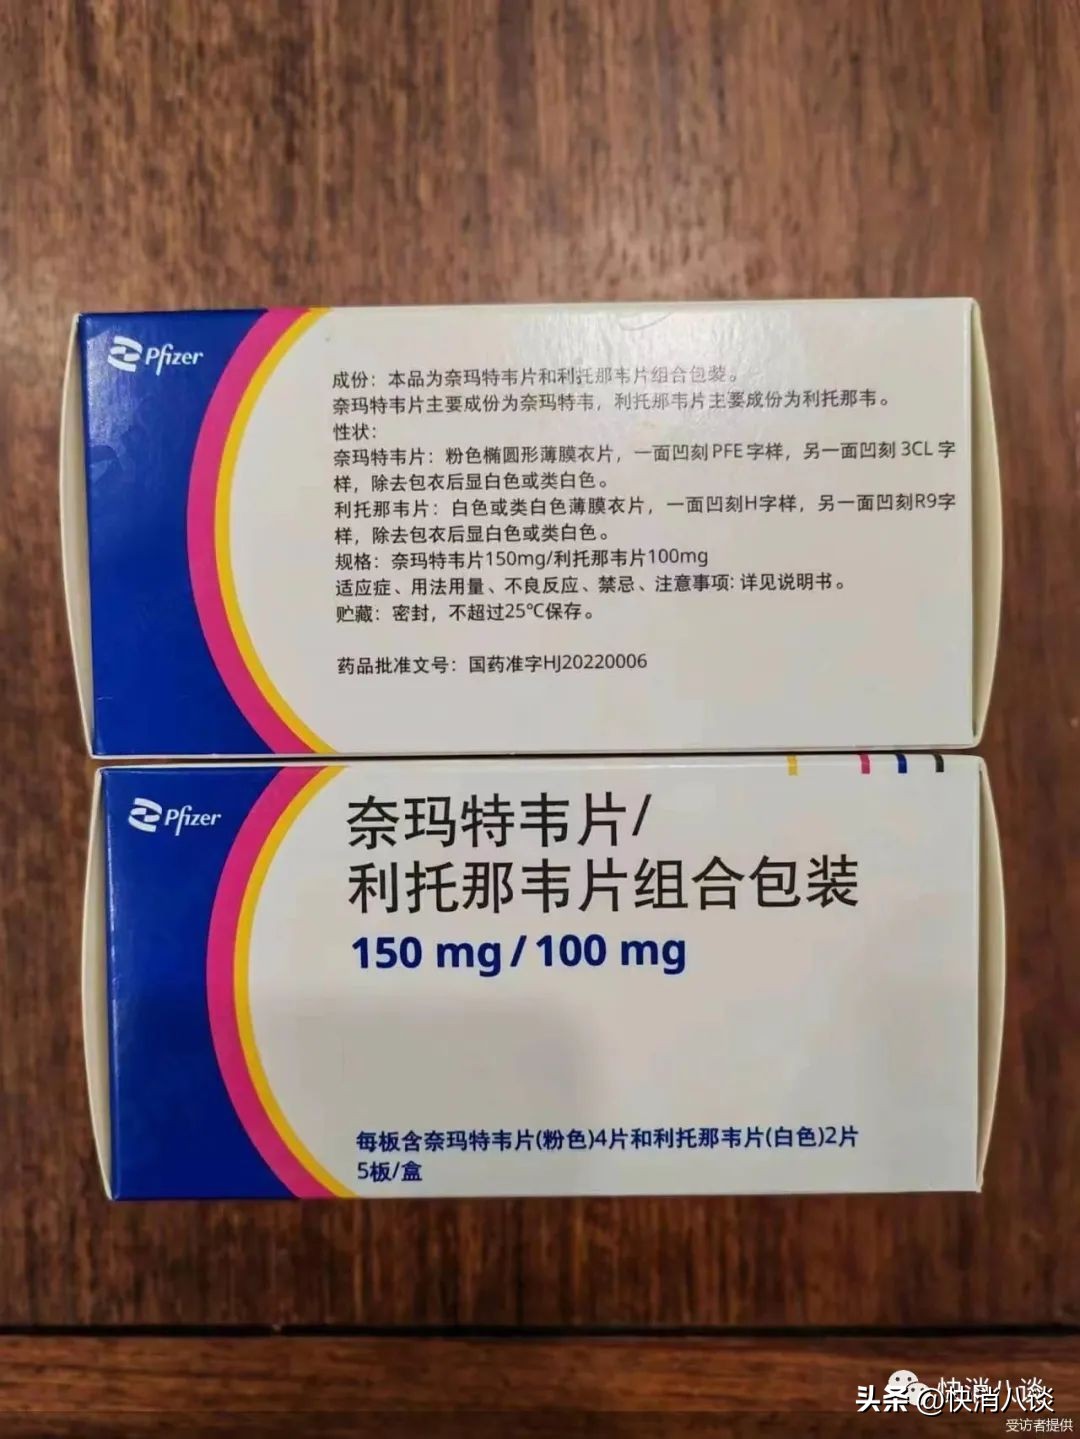 Pfizer
成份：本品为奈玛特韦片和利托那韦片组合包装。
奈玛特韦片主要成份为奈玛特韦，利托那韦片主要成份为利托那韦。
性状：
奈玛特韦片：粉色椭圆形薄膜衣片，一面凹刻PFE字样，另一面凹刻3CL字
样，除去包衣后显白色或类白色。
利托那韦片：白色或类白色薄膜衣片，一面凹刻H字样，另一面凹刻R9字
样，除去包衣后显白色或类白色。
规格：奈玛特韦片150mg/利托那韦片100mg
适应症、用法用量、不良反应、禁忌、注意事项:详见说明书。
贮藏：密封，不超过25℃保存。
药品批准文号：国药准字HJ20220006
Pfizer
奈玛特韦片/
利托那韦片组合包装
150 mg / 100 mg
每板含奈玛特韦片(粉色)4片和利托那韦片(白色)2片
5板/盒
快消八谈
头条 @快消八谈
受访者提供